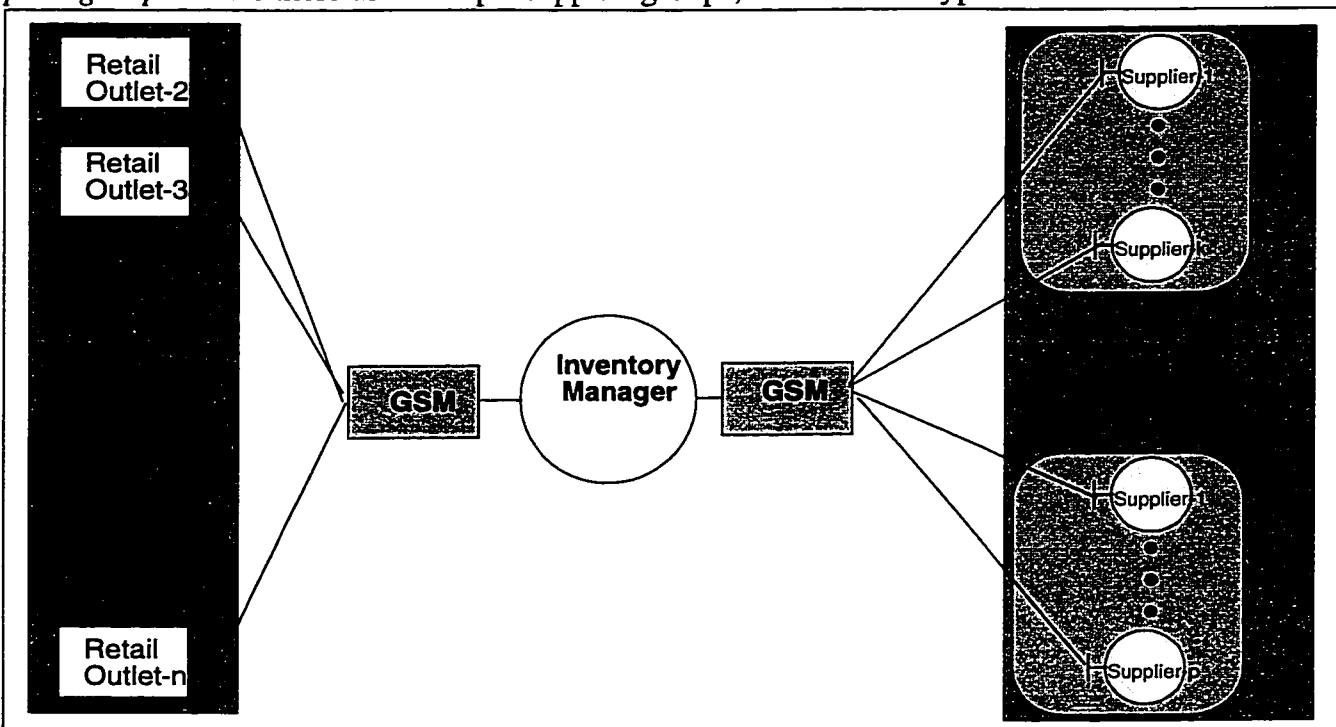 Retail
Outlet-2
Retail
Outlet-3
Retail
Outlet-n
GSM
Inventory
Manager
GSM
Supplier-1
Supplier-k
Supplier-1
Supplier-p